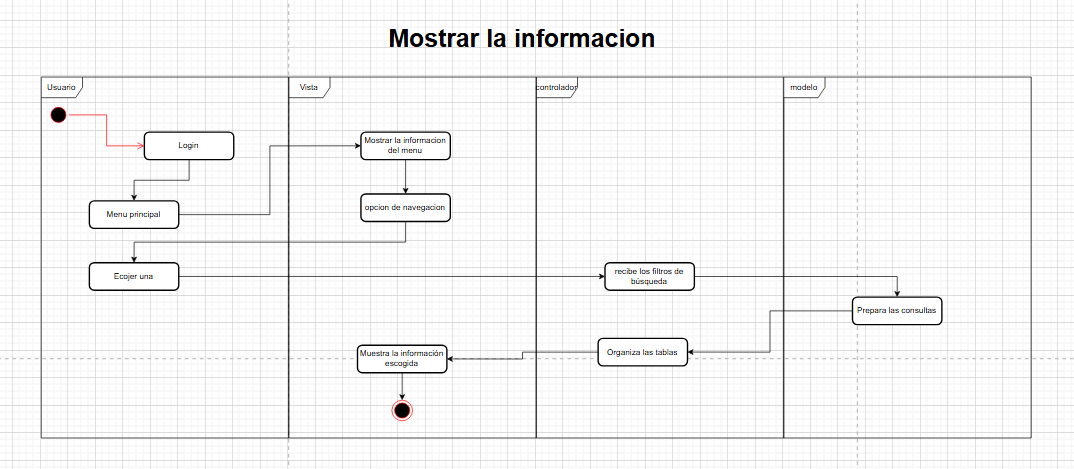 Mostrar la informacion
Usuario
Vista
controlador
modelo
Login
Mostrar la informacion
del menu
Menu principal
opcion de navegacion
Ecojer una
recibe los filtros de
búsqueda
Prepara las consultas
Organiza las tablas
Muestra la información
escogida